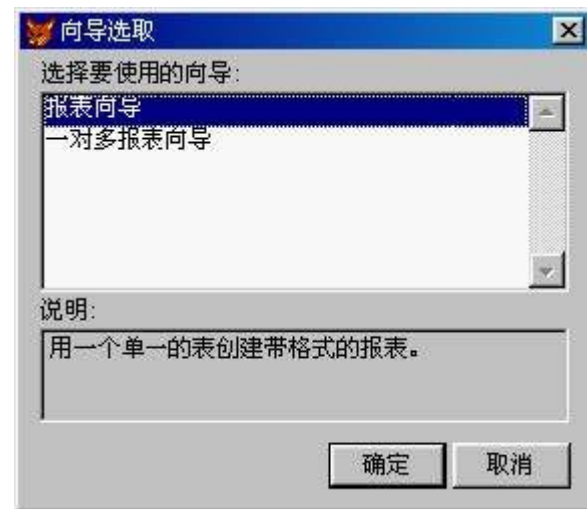 向导选取
选择要使用的向导:
报表向导
一对多报表向导
说明:
用一个单一的表创建带格式的报表。
确定 取消